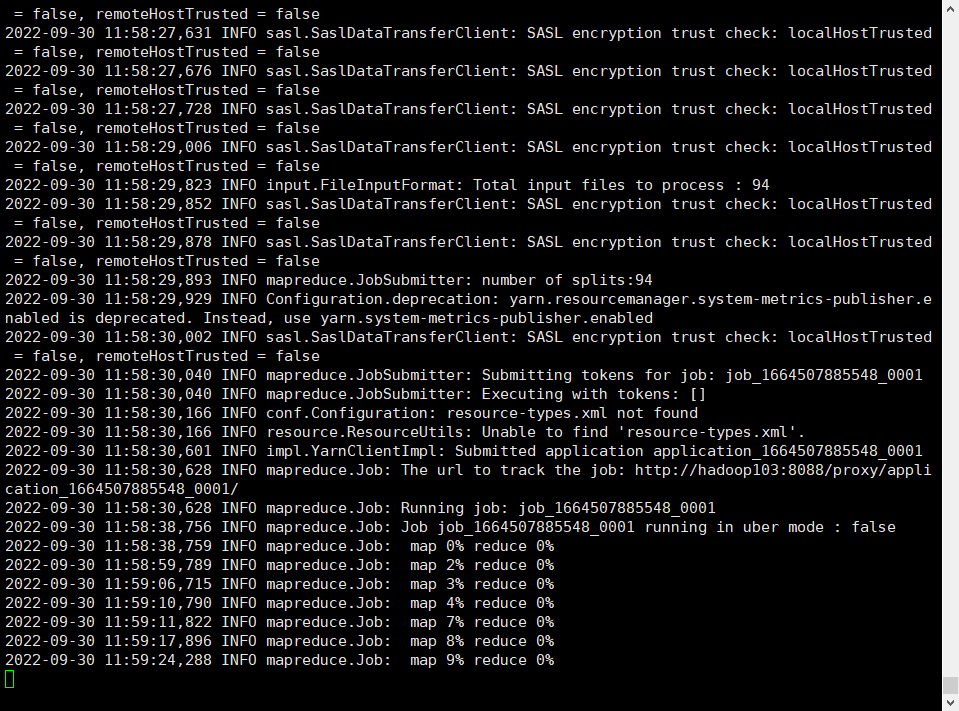 = false, remoteHostTrusted = false
2022-09-30 11:58:27,631 INFO sasl.SaslDataTransferClient: SASL encryption trust check: localHostTrusted
 = false, remoteHostTrusted = false
2022-09-30 11:58:27,676 INFO sasl.SaslDataTransferClient: SASL encryption trust check: localHostTrusted
 = false, remoteHostTrusted = false
2022-09-30 11:58:27,728 INFO sasl.SaslDataTransferClient: SASL encryption trust check: localHostTrusted
 = false, remoteHostTrusted = false
2022-09-30 11:58:29,006 INFO sasl.SaslDataTransferClient: SASL encryption trust check: localHostTrusted
 = false, remoteHostTrusted = false
2022-09-30 11:58:29,823 INFO input.FileInputFormat: Total input files to process : 94
2022-09-30 11:58:29,852 INFO sasl.SaslDataTransferClient: SASL encryption trust check: localHostTrusted
 = false, remoteHostTrusted = false
2022-09-30 11:58:29,878 INFO sasl.SaslDataTransferClient: SASL encryption trust check: localHostTrusted
 = false, remoteHostTrusted = false
2022-09-30 11:58:29,893 INFO mapreduce.JobSubmitter: number of splits:94
2022-09-30 11:58:29,929 INFO Configuration.deprecation: yarn.resourcemanager.system-metrics-publisher.e
nabled is deprecated. Instead, use yarn.system-metrics-publisher.enabled
2022-09-30 11:58:30,002 INFO sasl.SaslDataTransferClient: SASL encryption trust check: localHostTrusted
 = false, remoteHostTrusted = false
2022-09-30 11:58:30,040 INFO mapreduce.JobSubmitter: Submitting tokens for job: job_1664507885548_0001
2022-09-30 11:58:30,040 INFO mapreduce.JobSubmitter: Executing with tokens: []
2022-09-30 11:58:30,166 INFO conf.Configuration: resource-types.xml not found
2022-09-30 11:58:30,166 INFO resource.ResourceUtils: Unable to find 'resource-types.xml'.
2022-09-30 11:58:30,601 INFO impl.YarnClientImpl: Submitted application application_1664507885548_0001
2022-09-30 11:58:30,628 INFO mapreduce.Job: The url to track the job: http://hadoop103:8088/proxy/appli
cation_1664507885548_0001/
2022-09-30 11:58:30,628 INFO mapreduce.Job: Running job: job_1664507885548_0001
2022-09-30 11:58:38,756 INFO mapreduce.Job: Job job_1664507885548_0001 running in uber mode : false
2022-09-30 11:58:38,759 INFO mapreduce.Job:  map 0% reduce 0%
2022-09-30 11:58:59,789 INFO mapreduce.Job:  map 2% reduce 0%
2022-09-30 11:59:06,715 INFO mapreduce.Job:  map 3% reduce 0%
2022-09-30 11:59:10,790 INFO mapreduce.Job:  map 4% reduce 0%
2022-09-30 11:59:11,822 INFO mapreduce.Job:  map 7% reduce 0%
2022-09-30 11:59:17,896 INFO mapreduce.Job:  map 8% reduce 0%
2022-09-30 11:59:24,288 INFO mapreduce.Job:  map 9% reduce 0%